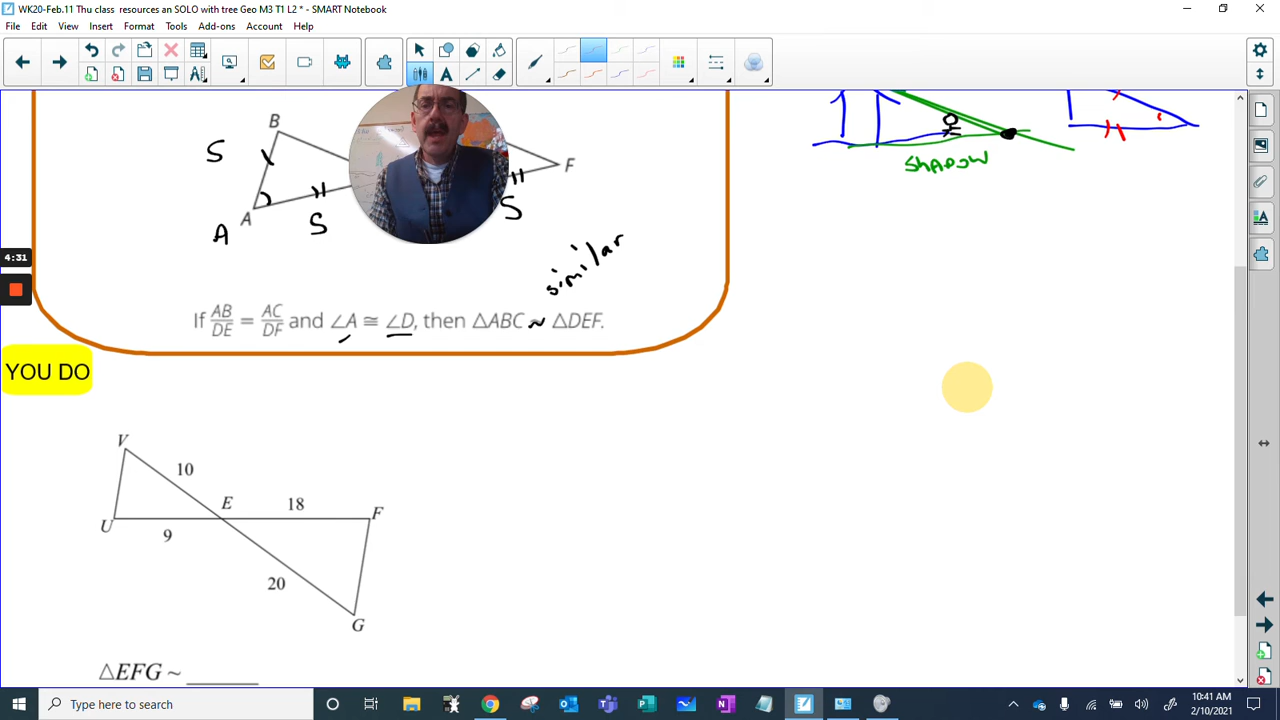 WK20-Feb.11 Thu class resources an SOLO with tree Geo M3 T1 L2 * - SMART Notebook
File Edit View Insert Format Tools Add-ons Account Help
B
S
F
A
A
S
S
SHADOW
similar
If AB/DE = AC/DF and ∠A ≅ ∠D, then △ABC ~ △DEF.
4:31
YOU DO
V
10
E
18
F
U
9
20
G
△EFG ~ ______
Type here to search
10:41 AM
2/10/2021